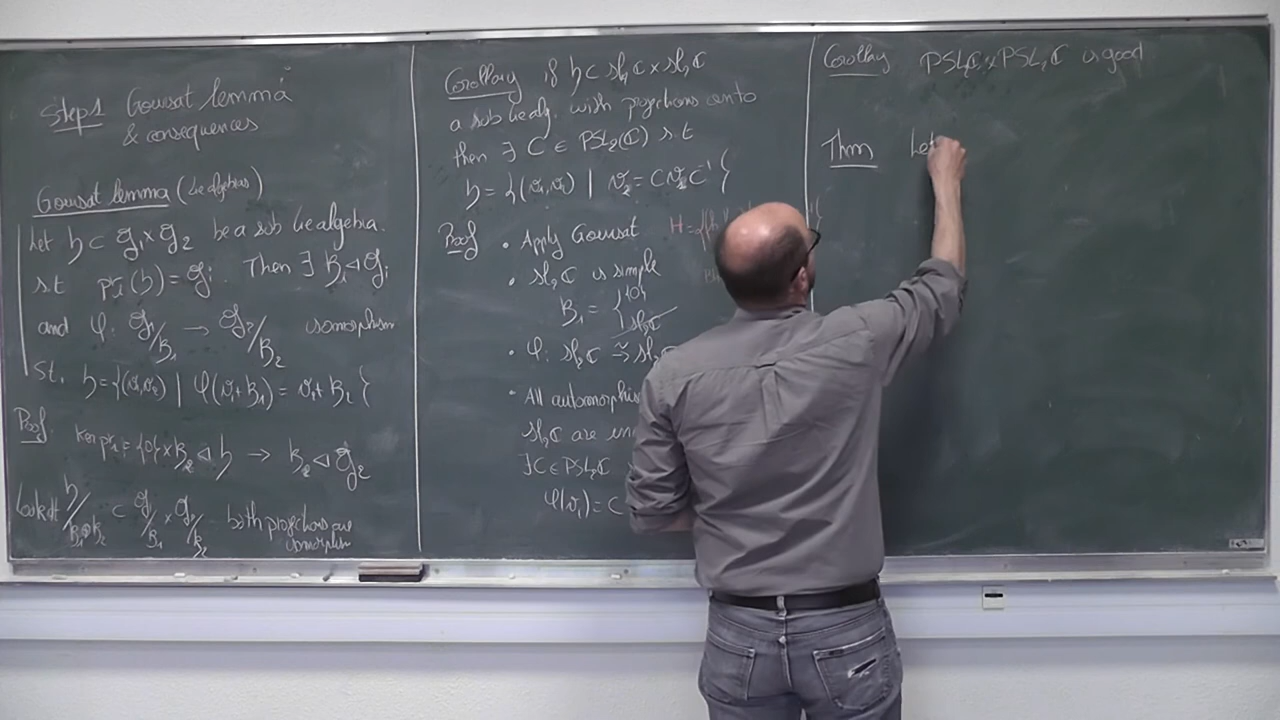 Step 1 Goursat lemma
& consequences
Goursat lemma (Lie algebras)
Let 𝔥 ⊂ 𝔤₁ × 𝔤₂ be a sub Lie algebra.
s.t prᵢ(𝔥) = 𝔤ᵢ. Then ∃ 𝔎ᵢ ◁ 𝔤ᵢ
and φ: 𝔤₁/𝔎₁ → 𝔤₂/𝔎₂ isomorphism
st. 𝔥 = {(v₁,v₂) | φ(v₁+𝔎₁) = v₂+𝔎₂}
Proof.
Ker pr₁ = {0} × 𝔎₂ ◁ 𝔥 → 𝔎₂ ◁ 𝔤₂
Look at 𝔥/𝔎₁⊕𝔎₂ ⊂ 𝔤₁/𝔎₁ × 𝔤₂/𝔎₂ both projections are
isomorphism
Corollary if 𝔥 ⊂ sl₂ℂ × sl₂ℂ
a sub Lie alg. with projections onto
then ∃ C ∈ PSL₂(ℂ) s.t
𝔥 = {(v₁,v₂) | v₂ = C v₁ C⁻¹}
Proof • Apply Goursat
H =
• sl₂ℂ is simple
𝔎₁ = { {0}
sl₂ℂ
• φ: sl₂ℂ ≃ sl₂
• All automorphis
sl₂ℂ are
∃C ∈ PSL₂ℂ
φ(v₁) = C
Corollary PSL₂ℂ × PSL₂ℂ is good
Thm Let